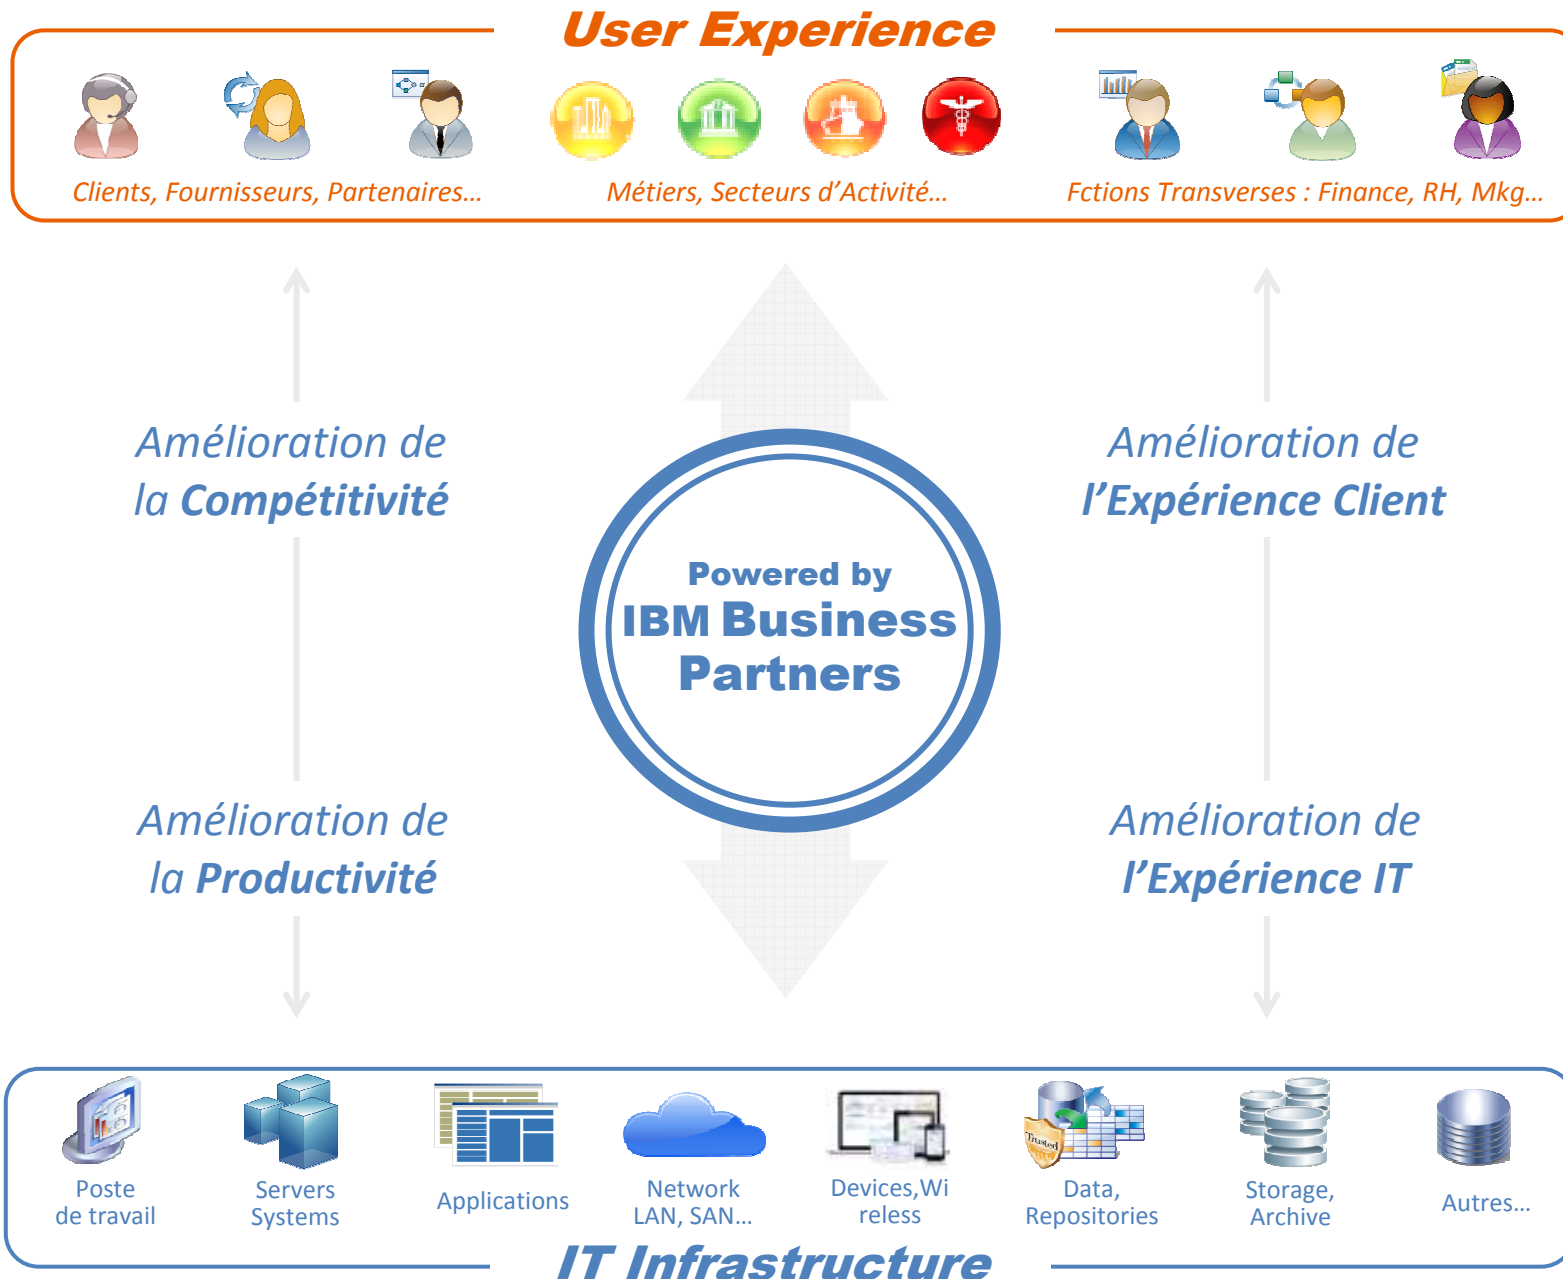 User Experience
Clients, Fournisseurs, Partenaires…
Métiers, Secteurs d’Activité…
Fctions Transverses : Finance, RH, Mkg…
Amélioration de
la Compétitivité
Amélioration de
l’Expérience Client
Powered by
IBM Business
Partners
Amélioration de
la Productivité
Amélioration de
l’Expérience IT
Trusted
Poste
de travail
Servers
Systems
Applications
Network
LAN, SAN…
Devices,Wi
reless
Data,
Repositories
Storage,
Archive
Autres…
IT Infrastructure